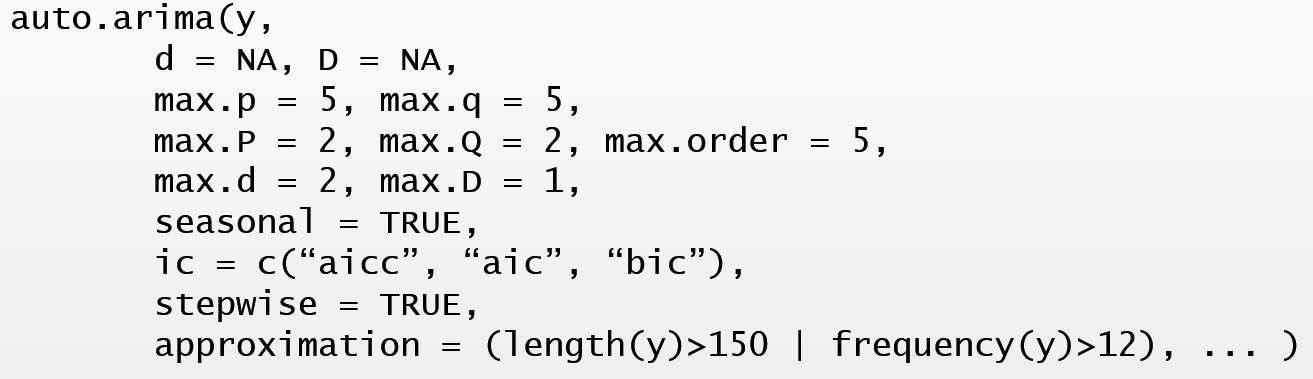 auto.arima(y,
d = NA, D = NA,
max.p = 5, max.q = 5,
max.P = 2, max.Q = 2, max.order = 5,
max.d = 2, max.D = 1,
seasonal = TRUE,
ic = c(“aicc”, “aic”, “bic”),
stepwise = TRUE,
approximation = (length(y)>150 | frequency(y)>12), ... )